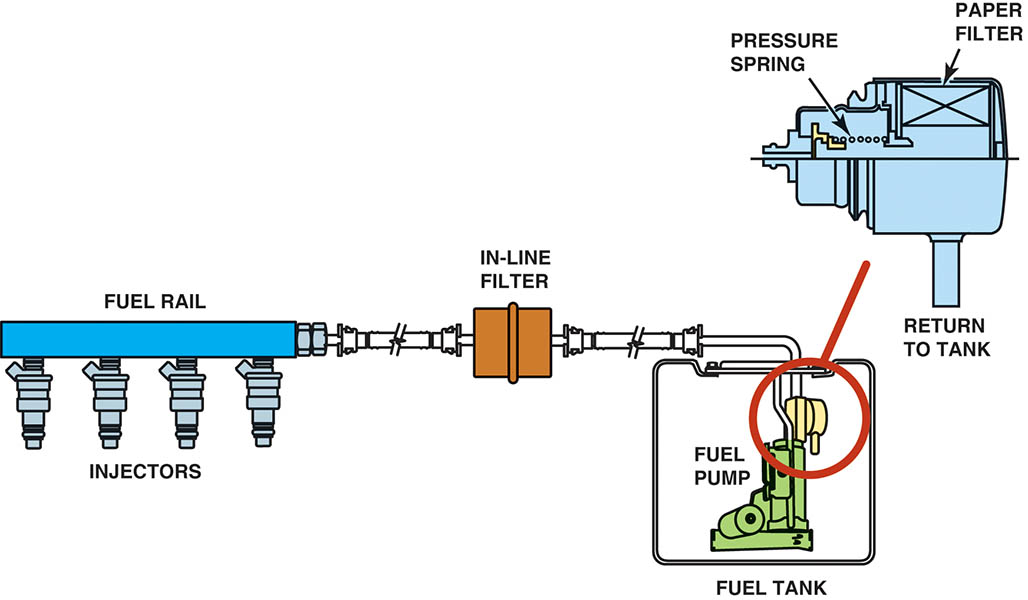 PAPER
FILTER
PRESSURE
SPRING
IN-LINE
FILTER
FUEL RAIL
RETURN
TO TANK
INJECTORS
FUEL
PUMP
FUEL TANK